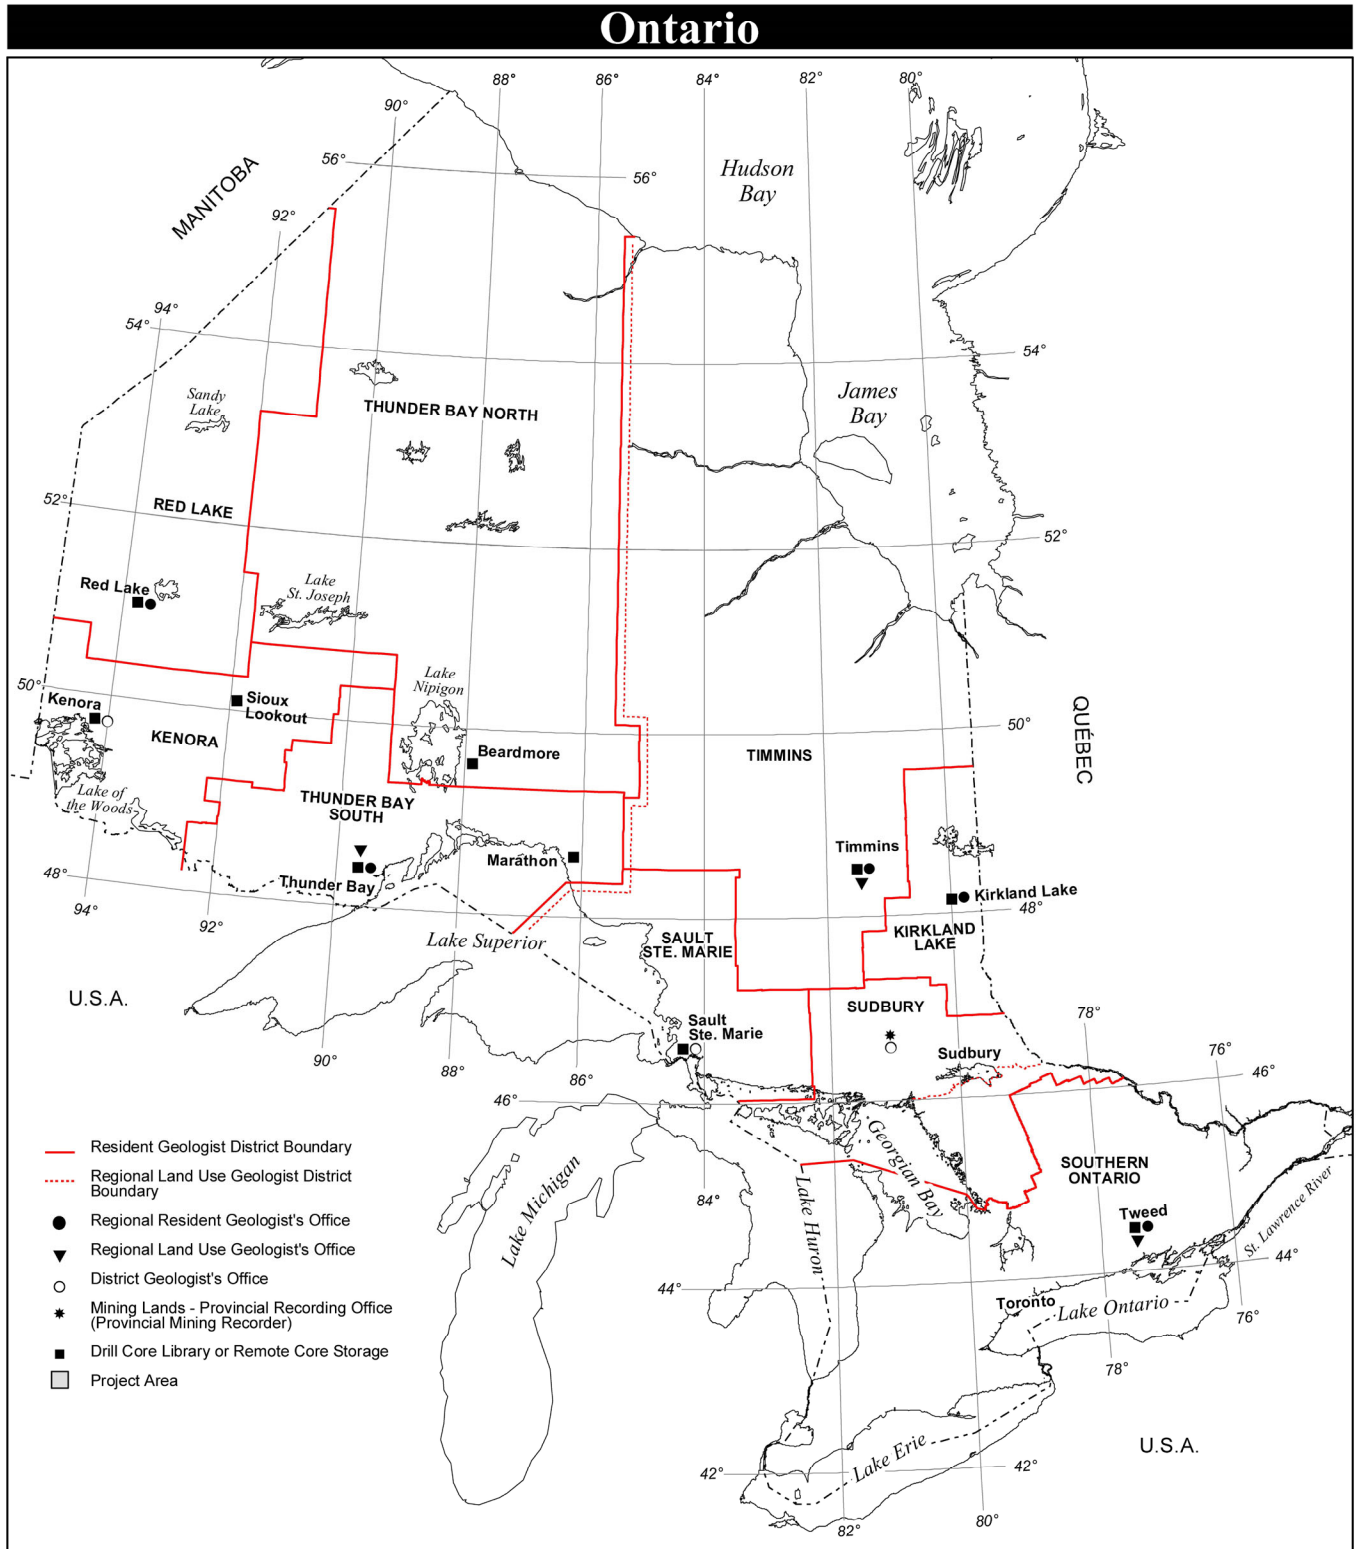 Ontario
88°
86°
84°
82°
80°
90°
56°
56°
Hudson
Bay
MANITOBA
92°
94°
54°
54°
Sandy
Lake
THUNDER BAY NORTH
James
Bay
52°
RED LAKE
52°
Red Lake
Lake
St. Joseph
50°
Kenora
Sioux
Lookout
Lake
Nipigon
50°
QUÉBEC
KENORA
Beardmore
TIMMINS
Lake of
the Woods
THUNDER BAY
SOUTH
Timmins
Marathon
48°
Thunder Bay
Kirkland Lake
48°
94°
92°
Lake Superior
SAULT
STE. MARIE
KIRKLAND
LAKE
U.S.A.
SUDBURY
78°
Sault
Ste. Marie
Sudbury
76°
90°
88°
86°
46°
46°
Georgian Bay
Resident Geologist District Boundary
Regional Land Use Geologist District
Boundary
Regional Resident Geologist's Office
Regional Land Use Geologist's Office
District Geologist's Office
Mining Lands - Provincial Recording Office
(Provincial Mining Recorder)
Drill Core Library or Remote Core Storage
Project Area
Lake Michigan
84°
Lake Huron
SOUTHERN
ONTARIO
Tweed
St. Lawrence River
44°
44°
Toronto
Lake Ontario
76°
78°
U.S.A.
Lake Erie
42°
42°
82°
80°